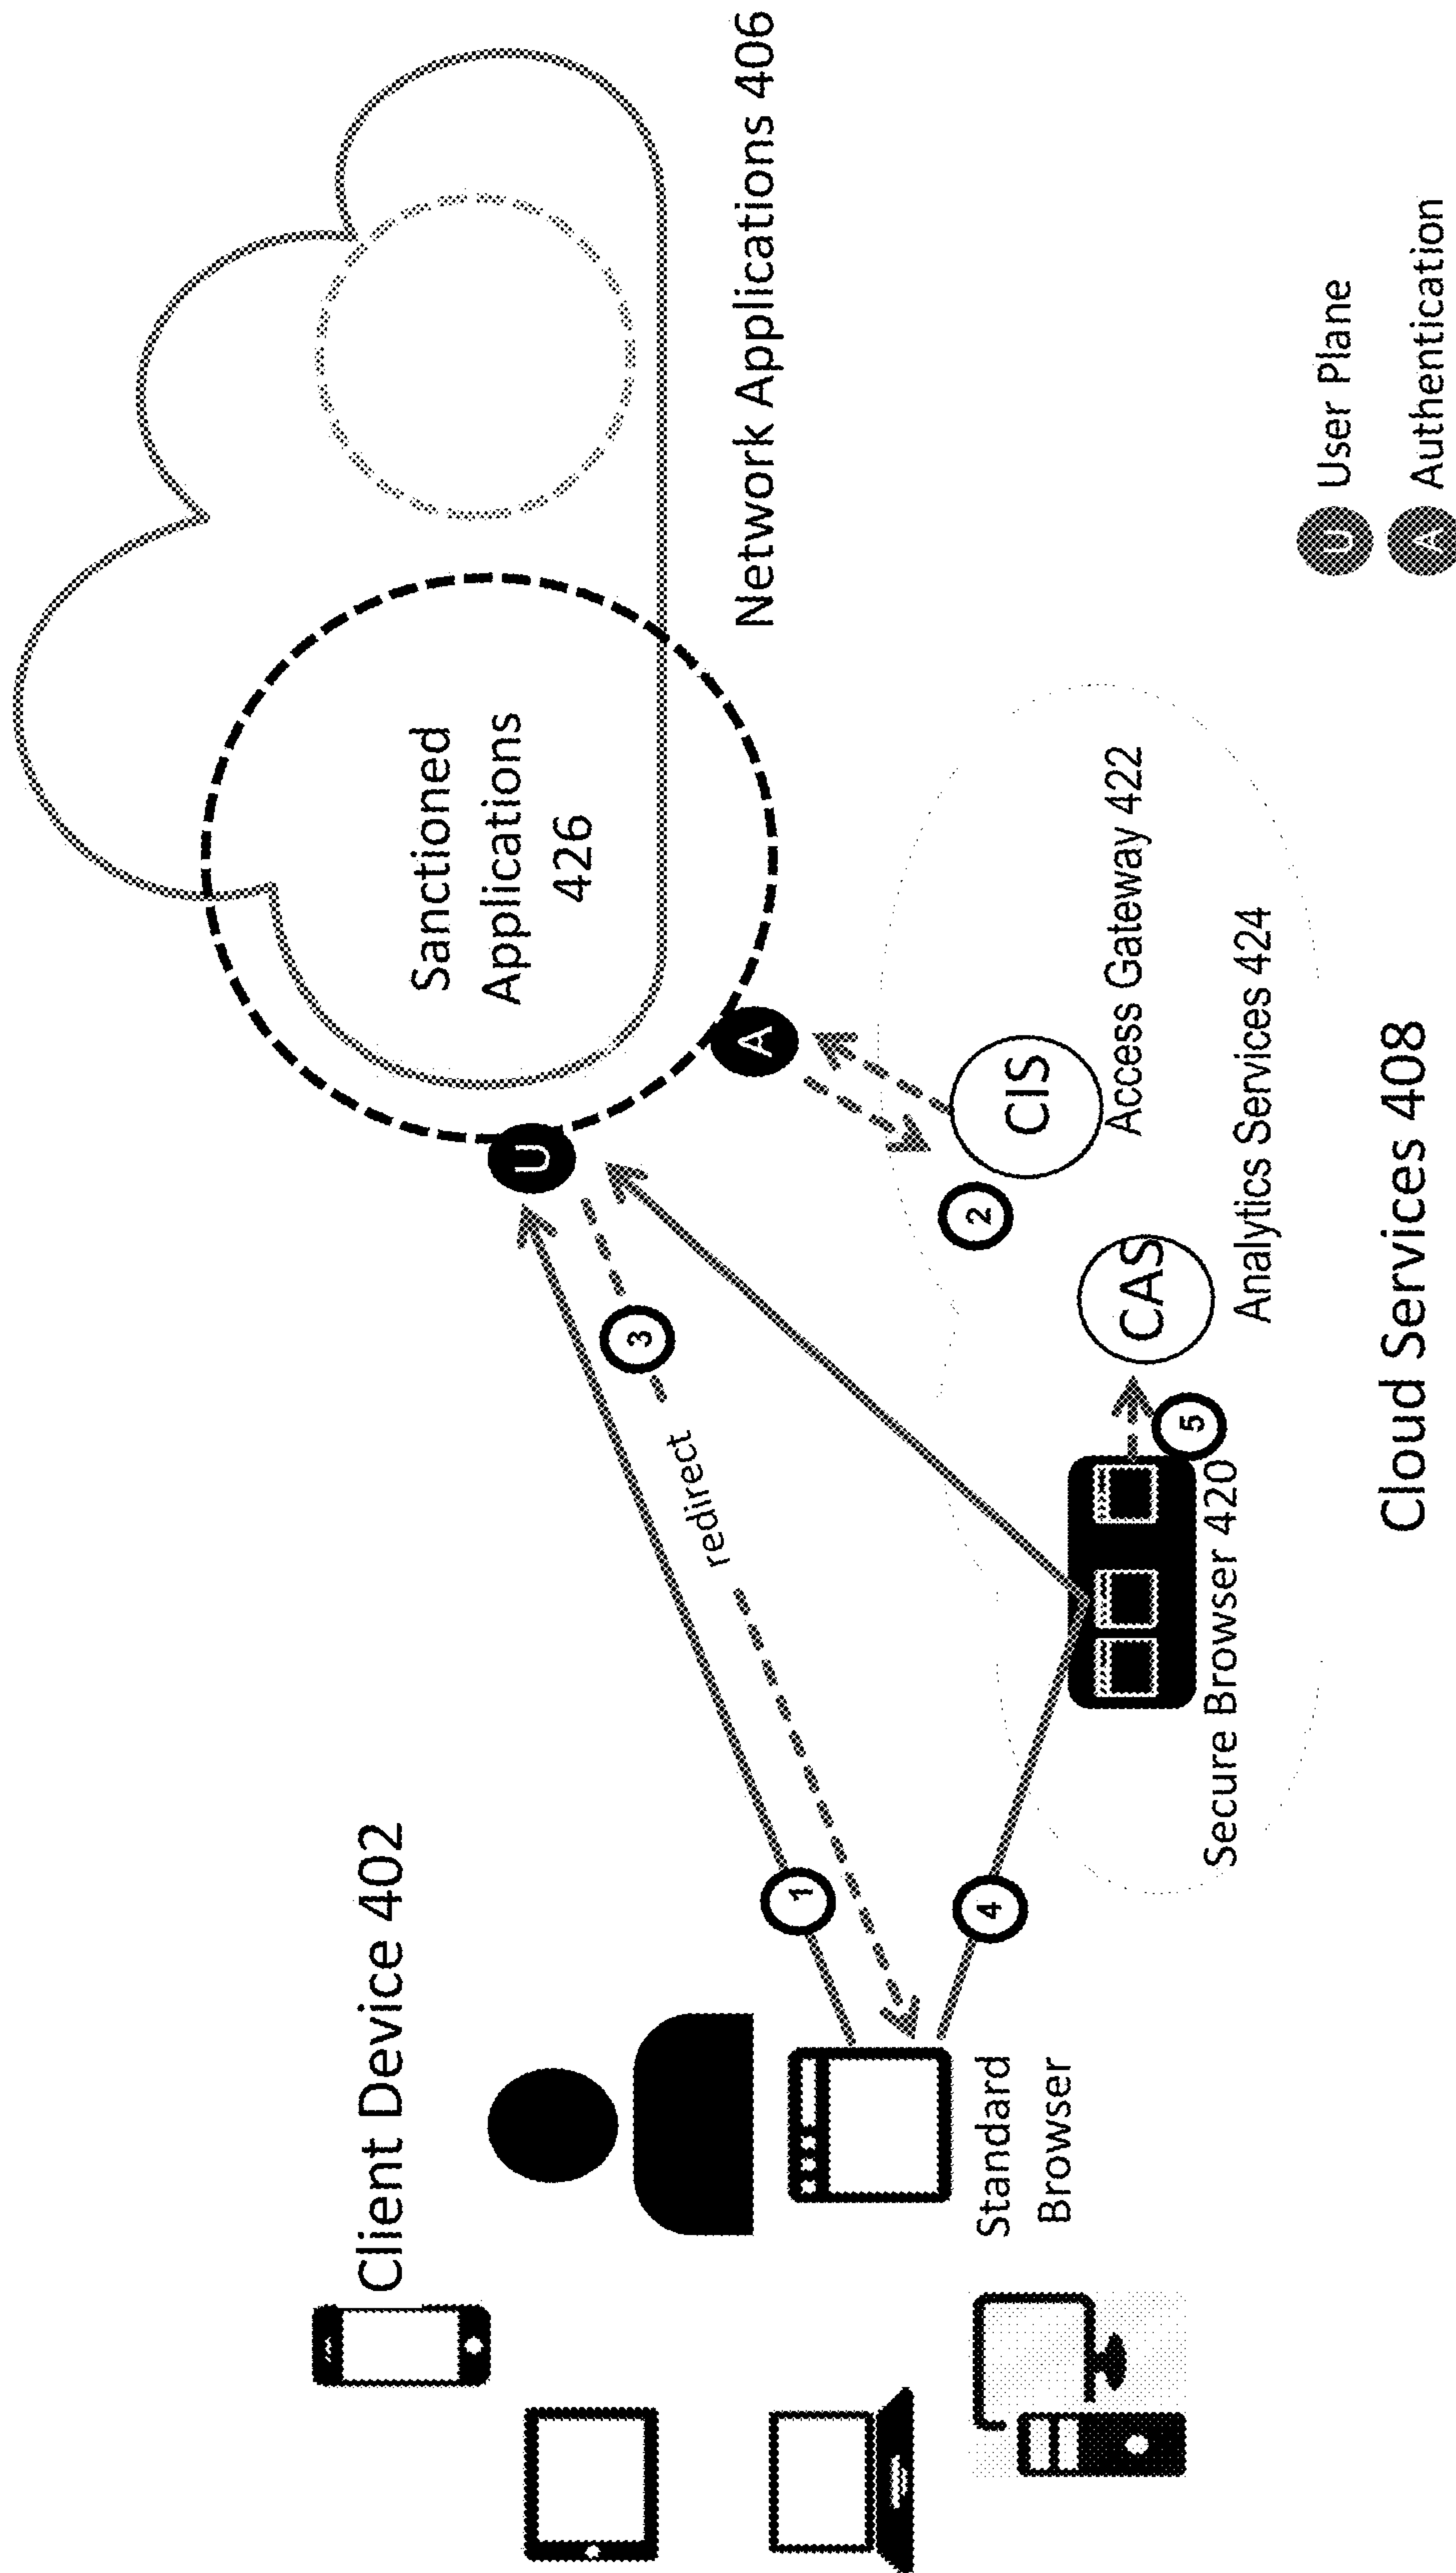 Client Device 402
Standard
Browser
1
redirect
3
4
U
A
Sanctioned
Applications
426
Network Applications 406
2
CIS
Access Gateway 422
CAS
Analytics Services 424
5
Secure Browser 420
Cloud Services 408
U User Plane
A Authentication